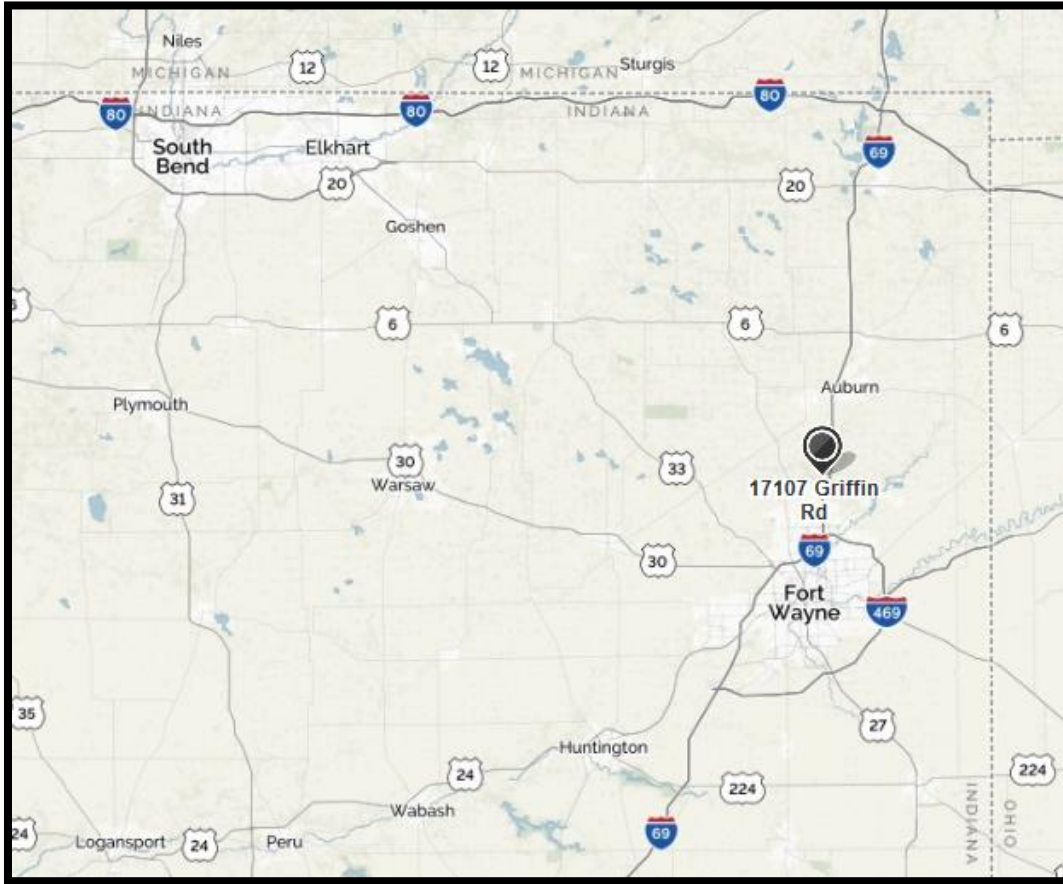 Niles
12
12
Sturgis
MICHIGAN
MICHIGAN
80
INDIANA
80
INDIANA
80
South
Bend
Elkhart
69
20
20
Goshen
6
6
6
Auburn
Plymouth
30
33
Warsaw
17107 Griffin
Rd
31
69
30
Fort
Wayne
469
35
27
Huntington
24
224
224
Wabash
INDIANA
OHIO
24
Logansport
24
Peru
69